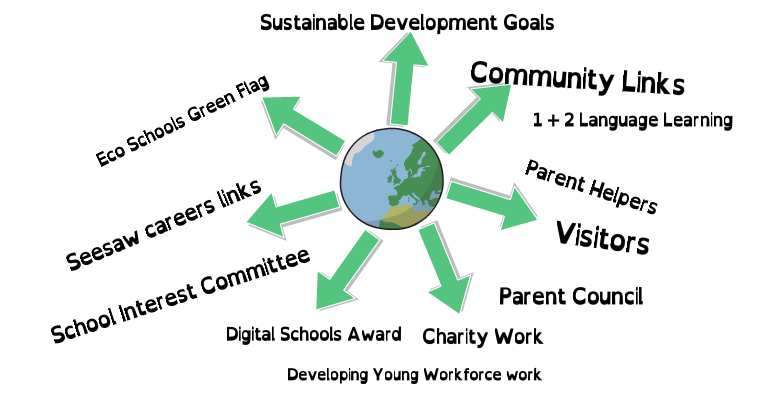 Sustainable Development Goals
Community Links
Eco Schools Green Flag
1 + 2 Language Learning
Parent Helpers
Seesaw careers links
Visitors
School Interest Committee
Parent Council
Digital Schools Award
Charity Work
Developing Young Workforce work